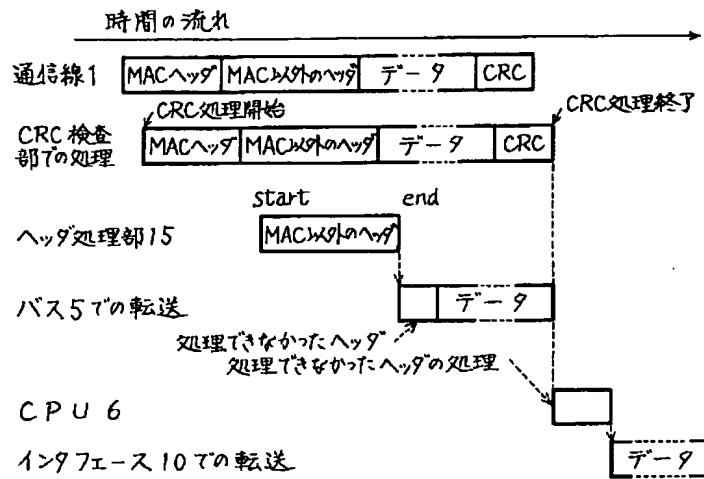 時間の流れ
通信線1 MACヘッダ MAC以外のヘッダ データ CRC
CRC処理開始 CRC処理終了
CRC検査部での処理 MACヘッダ MAC以外のヘッダ データ CRC
start end
ヘッダ処理部15 MAC以外のヘッダ
バス5での転送 データ
処理できなかったヘッダ
処理できなかったヘッダの処理
CPU6
インタフェース10での転送 データ